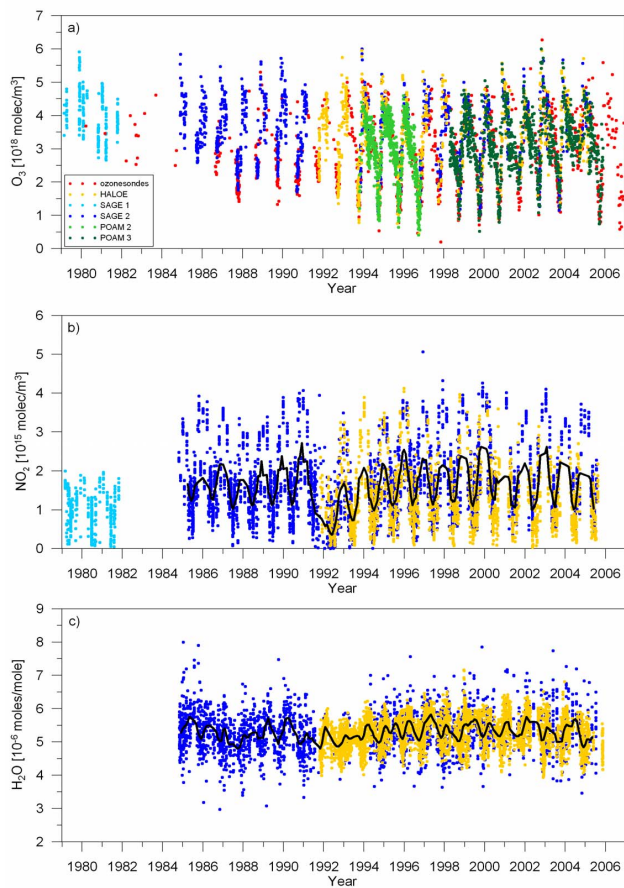 a)
7
6
5
4
3
2
1
0
O3 [10^18 molec/m^3]
ozonesondes
HALOE
SAGE 1
SAGE 2
POAM 2
POAM 3
1980 1982 1984 1986 1988 1990 1992 1994 1996 1998 2000 2002 2004 2006
Year
b)
6
5
4
3
2
1
0
NO2 [10^15 molec/m^3]
1980 1982 1984 1986 1988 1990 1992 1994 1996 1998 2000 2002 2004 2006
Year
c)
9
8
7
6
5
4
3
2
H2O [10^-6 moles/mole]
1980 1982 1984 1986 1988 1990 1992 1994 1996 1998 2000 2002 2004 2006
Year